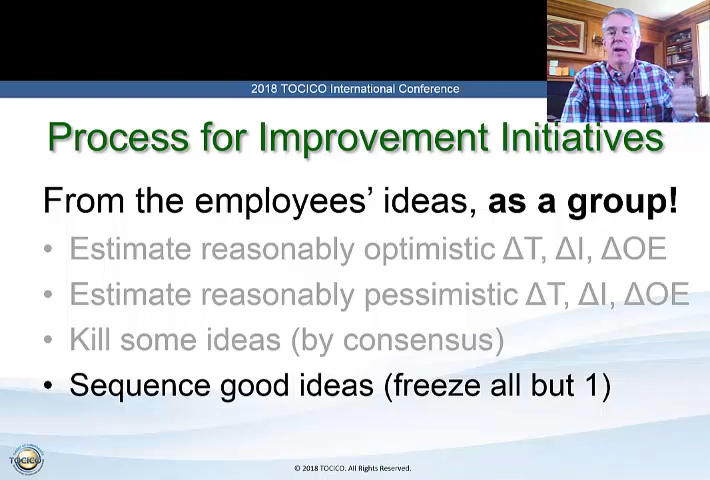 2018 TOCICO International Conference
Process for Improvement Initiatives
From the employees' ideas, as a group!
• Estimate reasonably optimistic ΔT, ΔI, ΔOE
• Estimate reasonably pessimistic ΔT, ΔI, ΔOE
• Kill some ideas (by consensus)
• Sequence good ideas (freeze all but 1)
TOCICO
© 2018 TOCICO. All Rights Reserved.